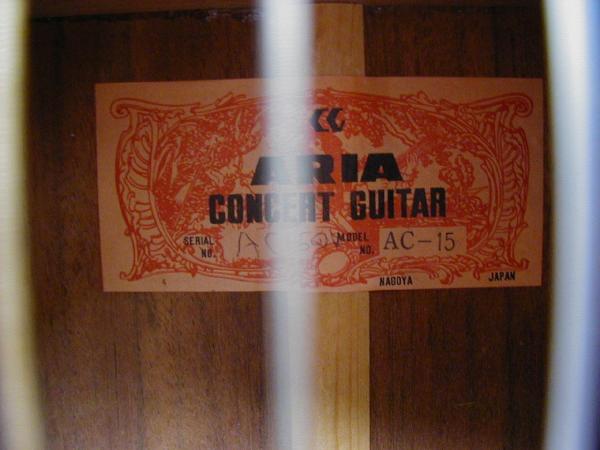 ARIA
CONCERT GUITAR
SERIAL NO. MODEL NO. AC-15
NAGOYA JAPAN